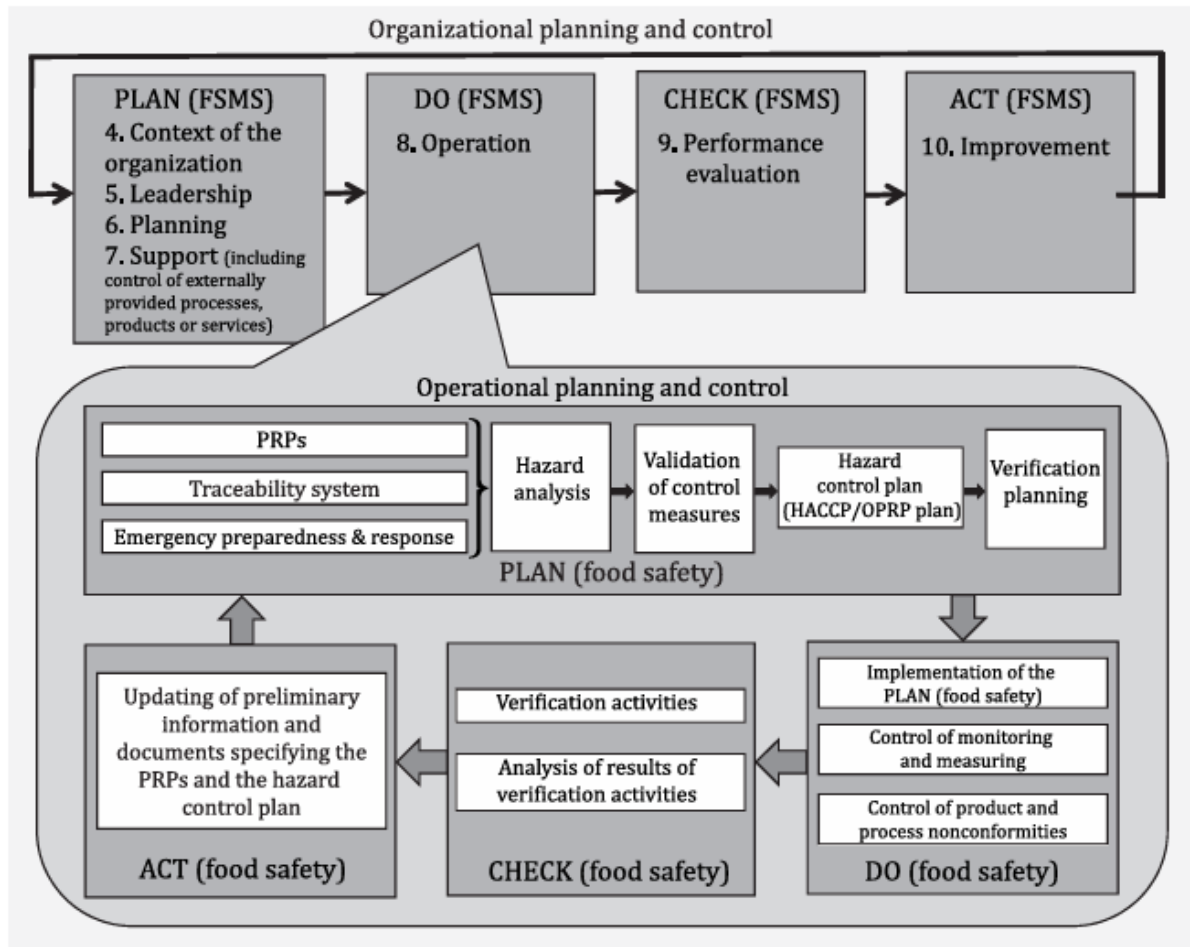 Organizational planning and control
PLAN (FSMS)
4. Context of the
organization
5. Leadership
6. Planning
7. Support (including
control of externally
provided processes,
products or services)
DO (FSMS)
8. Operation
CHECK (FSMS)
9. Performance
evaluation
ACT (FSMS)
10. Improvement
Operational planning and control
PRPs
Traceability system
Emergency preparedness & response
Hazard
analysis
Validation
of control
measures
Hazard
control plan
(HACCP/OPRP plan)
Verification
planning
PLAN (food safety)
Updating of preliminary
information and
documents specifying the
PRPs and the hazard
control plan
ACT (food safety)
Verification activities
Analysis of results of
verification activities
CHECK (food safety)
Implementation of the
PLAN (food safety)
Control of monitoring
and measuring
Control of product and
process nonconformities
DO (food safety)